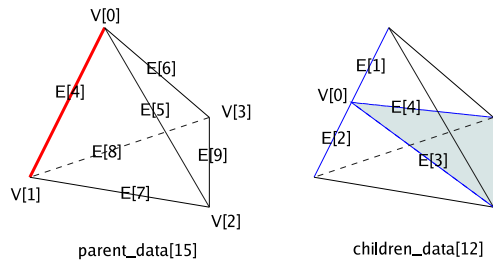 V[0]
E[6]
E[4]
E[5]
V[3]
E[8]
E[9]
V[1]
E[7]
V[2]
parent_data[15]
E[1]
V[0]
E[4]
E[2]
E[3]
children_data[12]